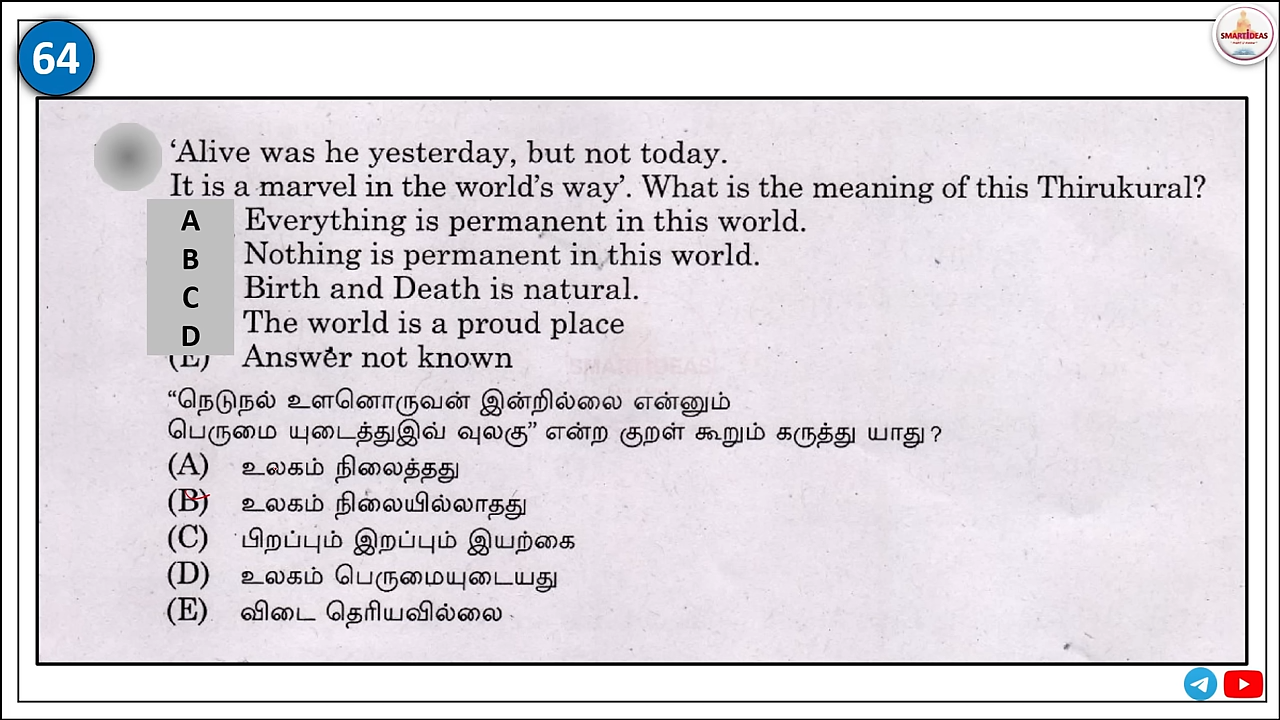 64
SMARTIDEAS
‘Alive was he yesterday, but not today.
It is a marvel in the world’s way’. What is the meaning of this Thirukural?
A Everything is permanent in this world.
B Nothing is permanent in this world.
C Birth and Death is natural.
D The world is a proud place
(E) Answer not known
SMARTIDEAS
“நெடுநல் உளனொருவன் இன்றில்லை என்னும்
பெருமை யுடைத்துஇவ் வுலகு” என்ற குறள் கூறும் கருத்து யாது?
(A) உலகம் நிலைத்தது
(B) உலகம் நிலையில்லாதது
(C) பிறப்பும் இறப்பும் இயற்கை
(D) உலகம் பெருமையுடையது
(E) விடை தெரியவில்லை